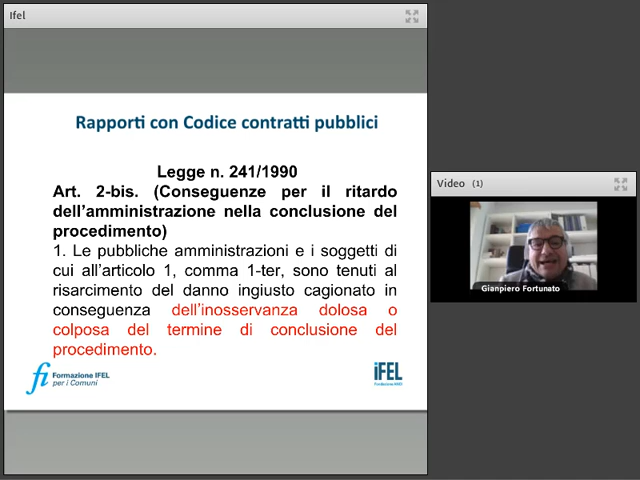 Ifel
Rapporti con Codice contratti pubblici
Legge n. 241/1990
Art. 2-bis. (Conseguenze per il ritardo
dell'amministrazione nella conclusione del
procedimento)
1. Le pubbliche amministrazioni e i soggetti di
cui all'articolo 1, comma 1-ter, sono tenuti al
risarcimento del danno ingiusto cagionato in
conseguenza dell'inosservanza dolosa o
colposa del termine di conclusione del
procedimento.
fi Formazione IFEL
per i Comuni
iFEL
Fondazione ANCI
Video (1)
Gianpiero Fortunato